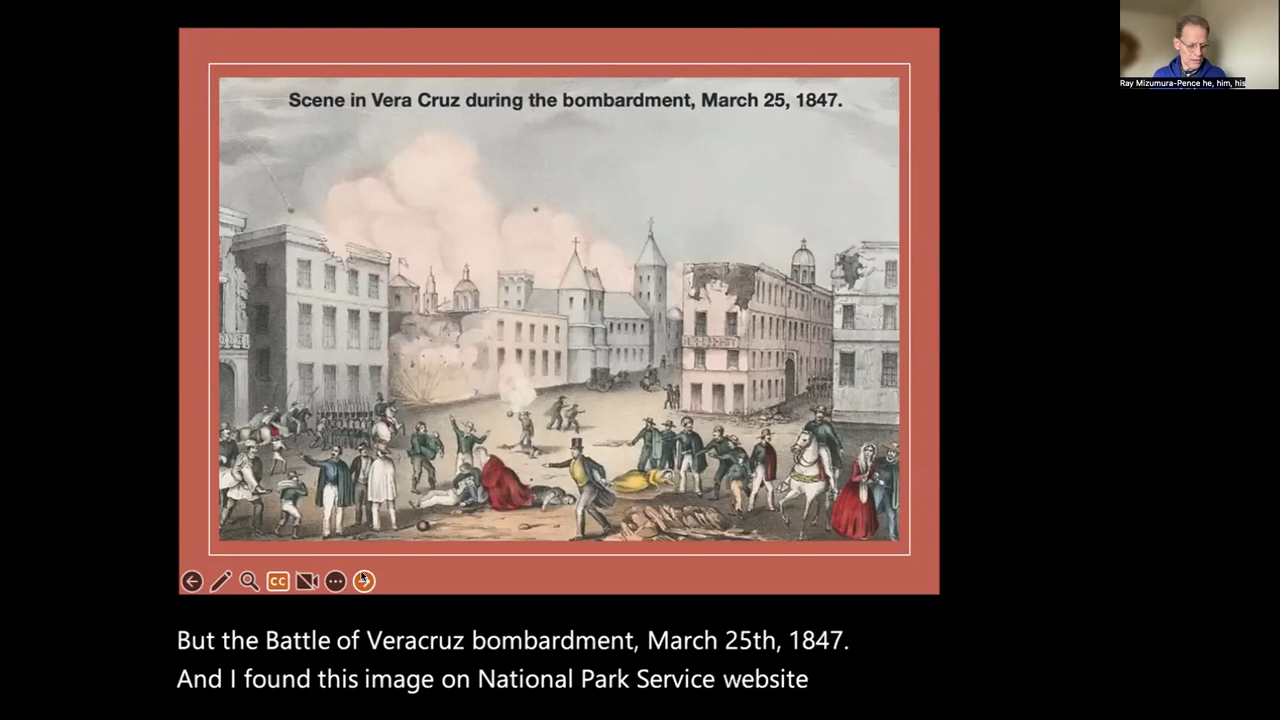 Scene in Vera Cruz during the bombardment, March 25, 1847.
Ray Mizumura-Pence he, him, his
CC
But the Battle of Veracruz bombardment, March 25th, 1847.
And I found this image on National Park Service website